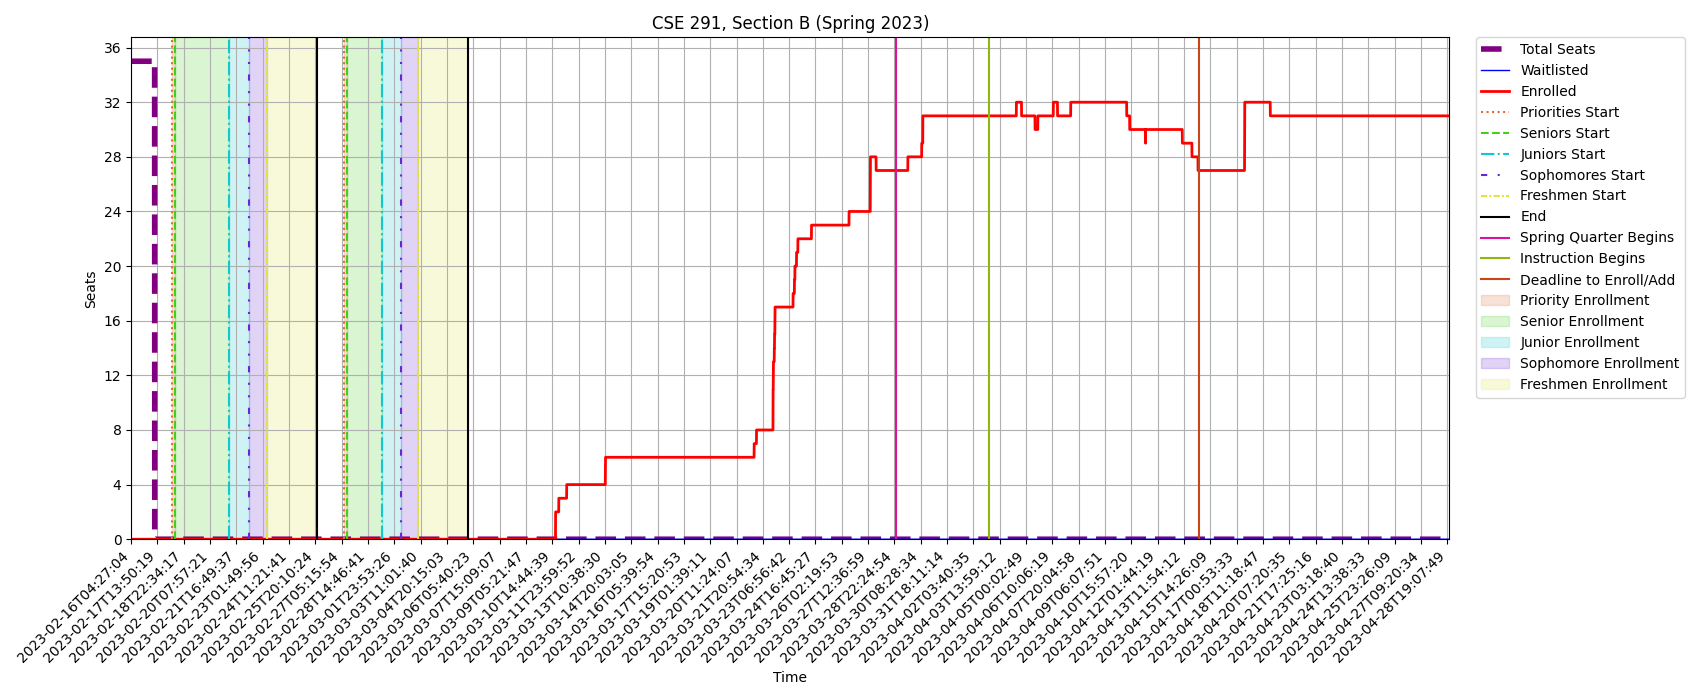 CSE 291, Section B (Spring 2023)
Seats
36
32
28
24
20
16
12
8
4
0
2023-02-16T04:27:04
2023-02-17T13:50:19
2023-02-18T22:34:17
2023-02-20T07:57:21
2023-02-21T16:49:37
2023-02-23T01:49:56
2023-02-24T11:21:41
2023-02-25T20:10:24
2023-02-27T05:15:54
2023-02-28T14:46:41
2023-03-01T23:53:26
2023-03-03T11:01:40
2023-03-04T20:15:03
2023-03-06T05:40:23
2023-03-07T15:09:07
2023-03-09T05:21:47
2023-03-10T14:44:39
2023-03-11T23:59:52
2023-03-13T10:38:30
2023-03-14T20:03:05
2023-03-16T05:39:54
2023-03-17T15:20:53
2023-03-19T01:39:11
2023-03-20T11:24:07
2023-03-21T20:54:34
2023-03-23T06:56:42
2023-03-24T16:45:27
2023-03-26T02:19:53
2023-03-27T12:36:59
2023-03-28T22:24:54
2023-03-30T08:28:34
2023-03-31T18:11:14
2023-04-02T03:40:35
2023-04-03T13:59:12
2023-04-05T00:02:49
2023-04-06T10:06:19
2023-04-07T20:04:58
2023-04-09T06:07:51
2023-04-10T15:57:20
2023-04-12T01:44:19
2023-04-13T11:54:12
2023-04-15T14:26:09
2023-04-17T00:53:33
2023-04-18T11:18:47
2023-04-20T07:20:35
2023-04-21T17:25:16
2023-04-24T03:18:40
2023-04-24T13:38:33
2023-04-25T23:26:09
2023-04-27T09:20:34
2023-04-28T19:07:49
Time
Total Seats
Waitlisted
Enrolled
Priorities Start
Seniors Start
Juniors Start
Sophomores Start
Freshmen Start
End
Spring Quarter Begins
Instruction Begins
Deadline to Enroll/Add
Priority Enrollment
Senior Enrollment
Junior Enrollment
Sophomore Enrollment
Freshmen Enrollment